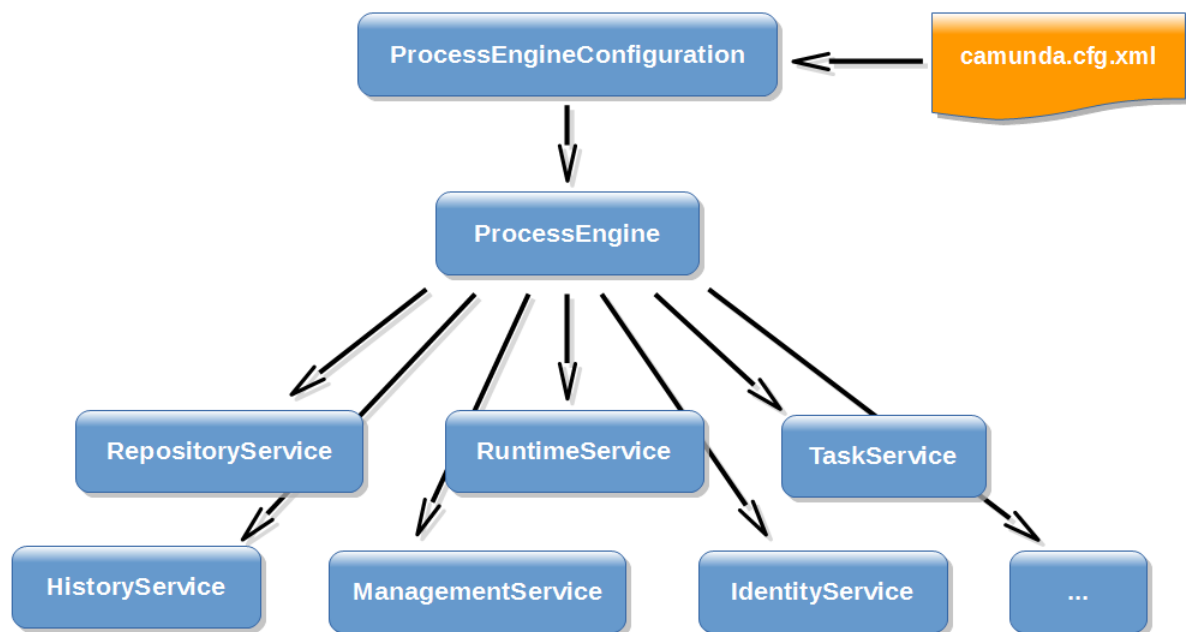 ProcessEngineConfiguration
camunda.cfg.xml
ProcessEngine
RepositoryService
RuntimeService
TaskService
HistoryService
ManagementService
IdentityService
...